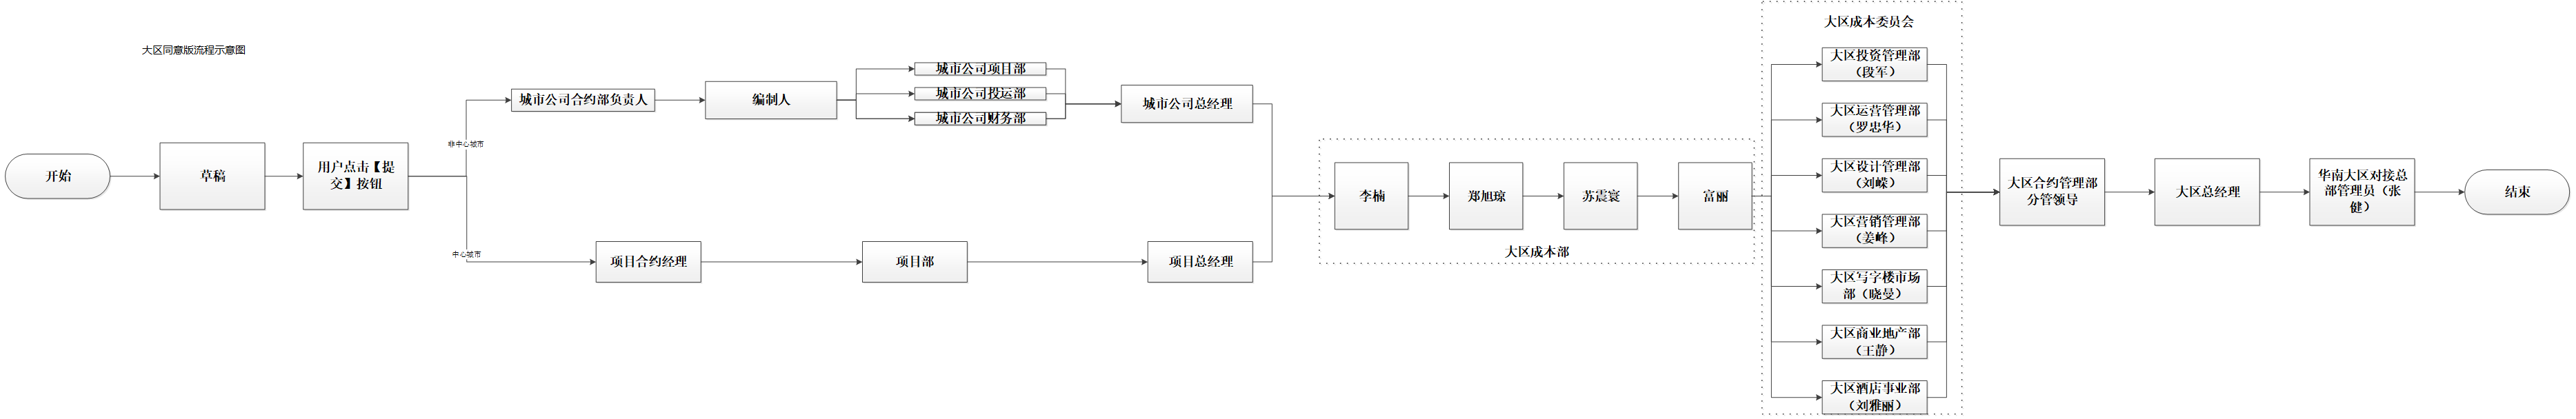 大区同意版流程示意图
开始
草稿
用户点击【提
交】按钮
非中心城市
城市公司合约部负责人
编制人
城市公司项目部
城市公司投运部
城市公司财务部
城市公司总经理
中心城市
项目合约经理
项目部
项目总经理
李楠
郑旭琼
苏震寰
富丽
大区成本部
大区成本委员会
大区投资管理部
（段军）
大区运营管理部
（罗忠华）
大区设计管理部
（刘嵘）
大区营销管理部
（姜峰）
大区写字楼市场
部（晓曼）
大区商业地产部
（王静）
大区酒店事业部
（刘雅丽）
大区合约管理部
分管领导
大区总经理
华南大区对接总
部管理员（张
健）
结束